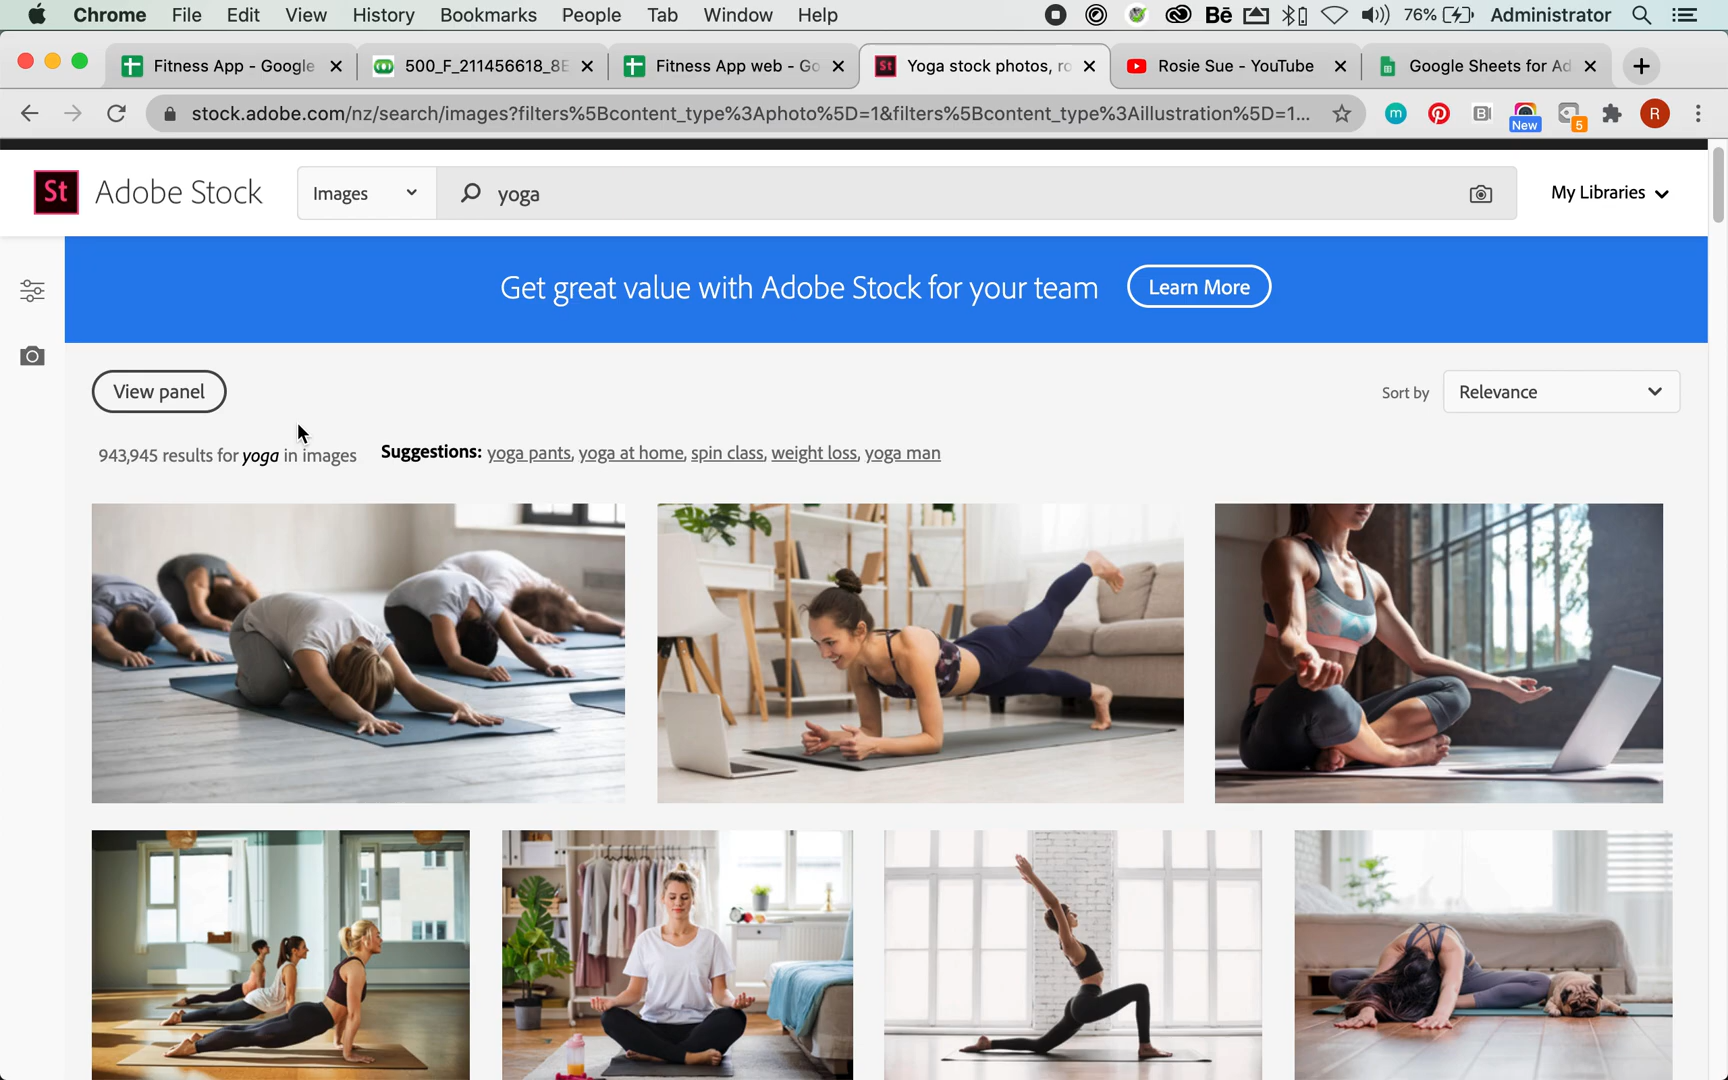 Chrome File Edit View History Bookmarks People Tab Window Help Bē 76% Administrator
Fitness App - Google 500_F_211456618_8E Fitness App web - Go St Yoga stock photos, ro Rosie Sue - YouTube Google Sheets for Ad
stock.adobe.com/nz/search/images?filters%5Bcontent_type%3Aphoto%5D=1&filters%5Bcontent_type%3Aillustration%5D=1... m New 5 R
St Adobe Stock Images yoga My Libraries
Get great value with Adobe Stock for your team Learn More
View panel Sort by Relevance
943,945 results for yoga in images Suggestions: yoga pants, yoga at home, spin class, weight loss, yoga man